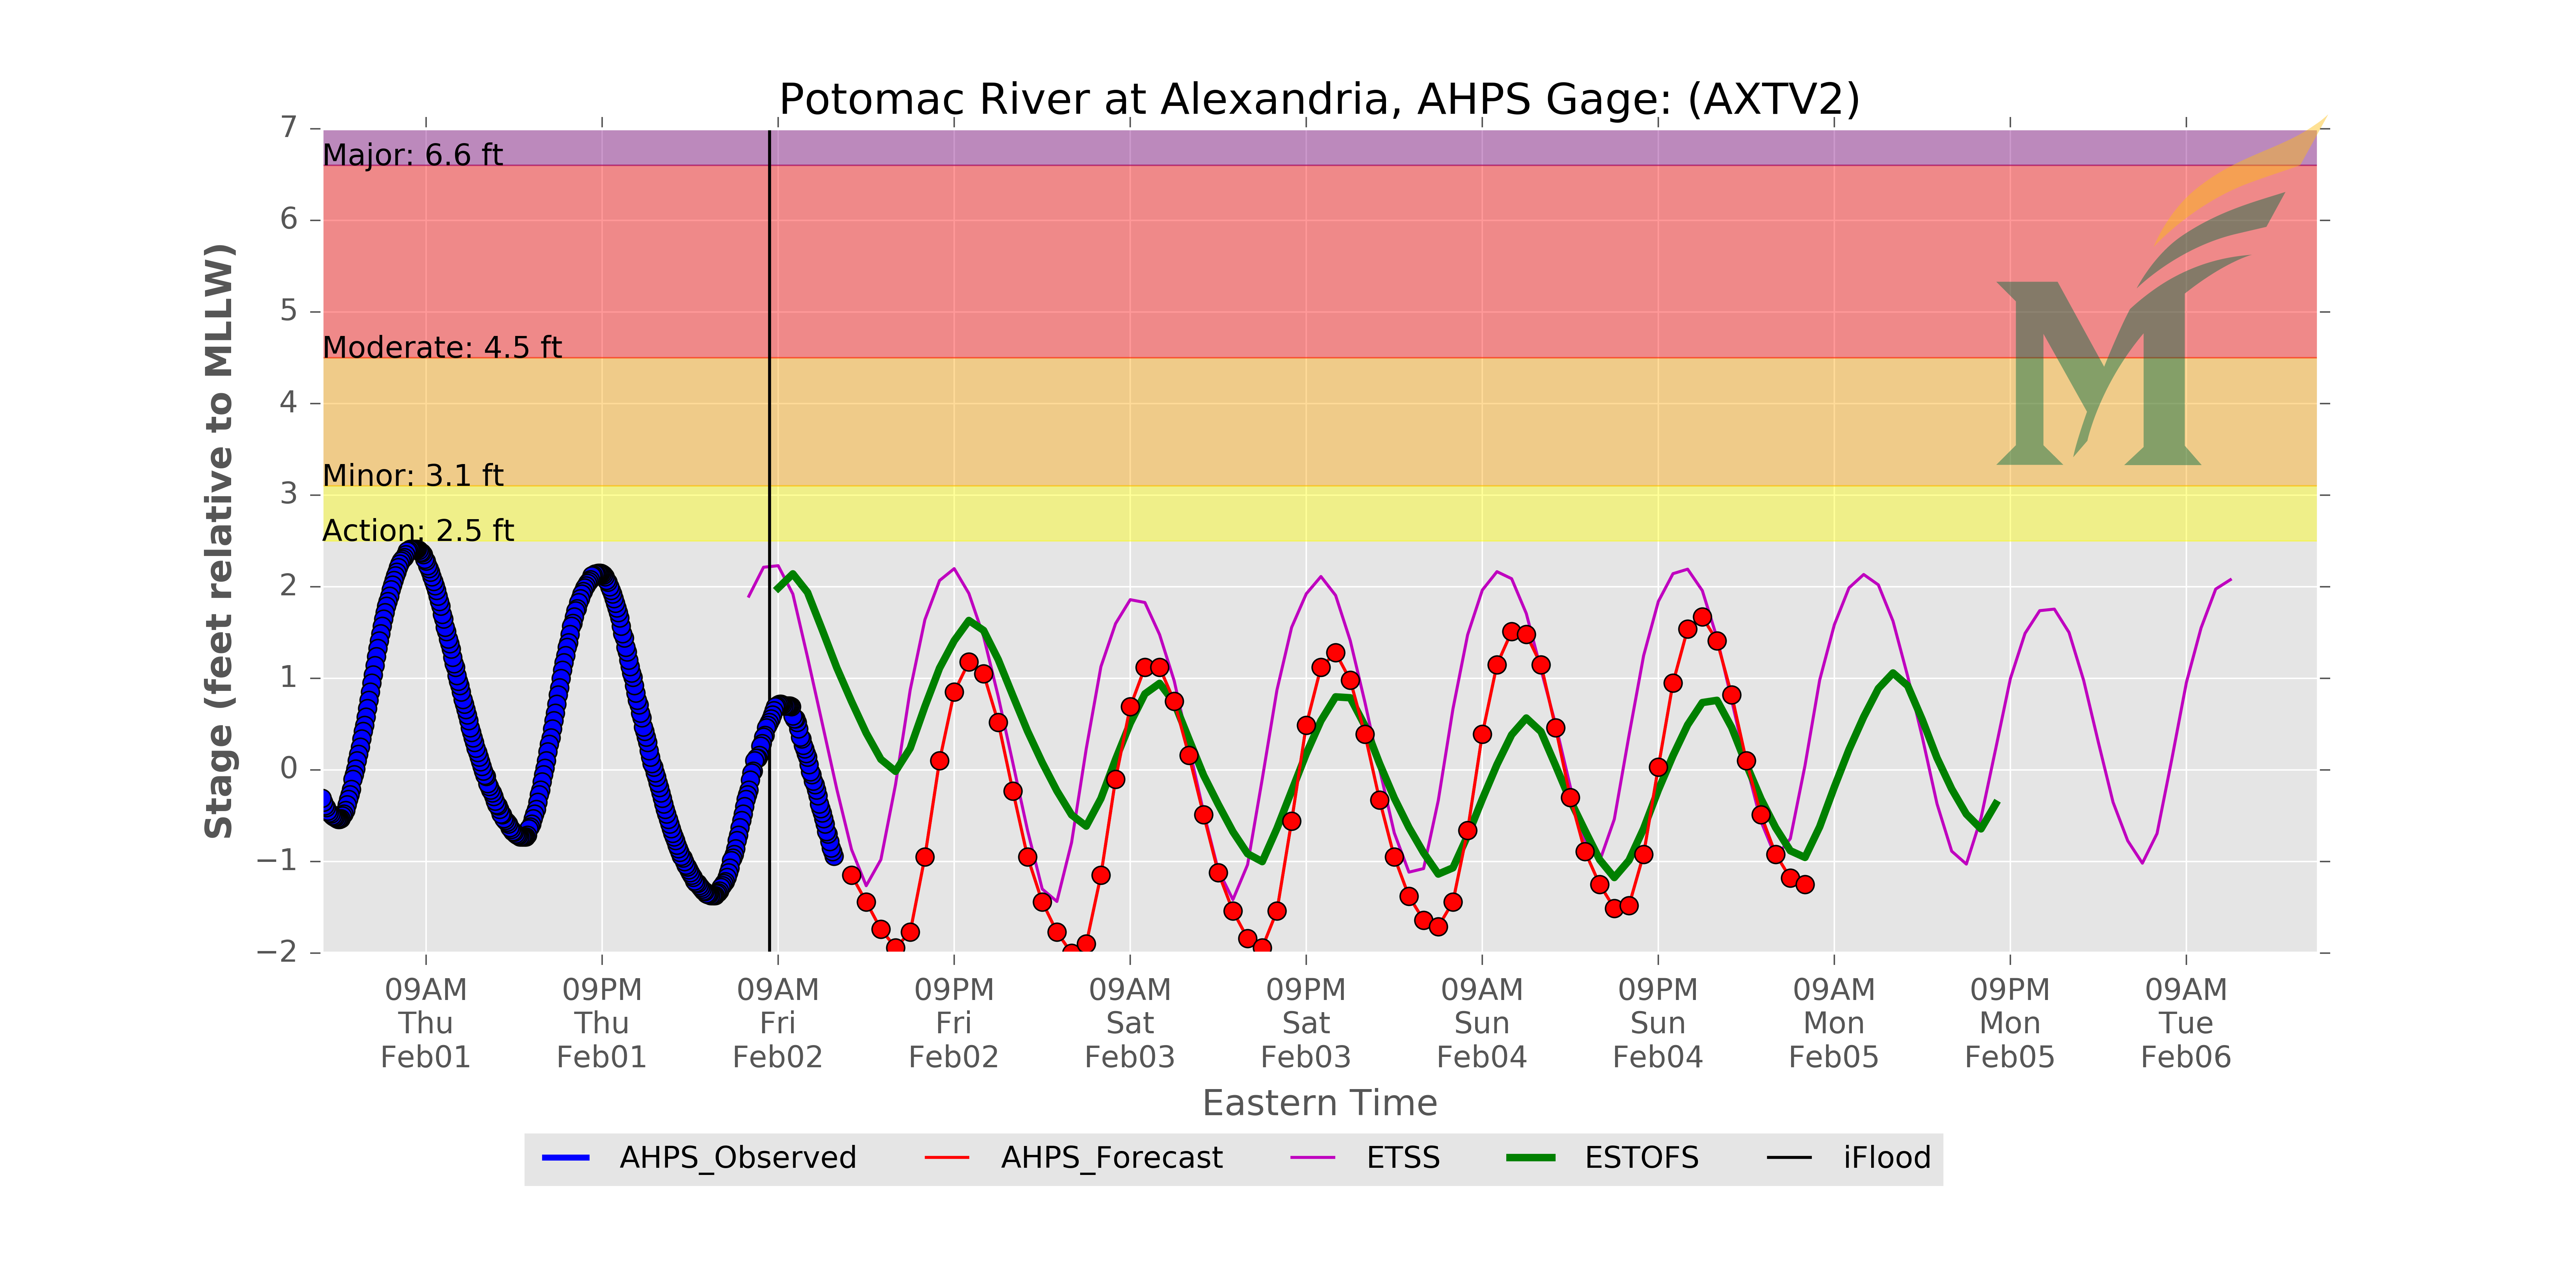 Potomac River at Alexandria, AHPS Gage: (AXTV2)
Stage (feet relative to MLLW)
7
6
5
4
3
2
1
0
−1
−2
Major: 6.6 ft
Moderate: 4.5 ft
Minor: 3.1 ft
Action: 2.5 ft
M
09AM 09PM 09AM 09PM 09AM 09PM 09AM 09PM 09AM 09PM 09AM
Thu Thu Fri Fri Sat Sat Sun Sun Mon Mon Tue
Feb01 Feb01 Feb02 Feb02 Feb03 Feb03 Feb04 Feb04 Feb05 Feb05 Feb06
Eastern Time
AHPS_Observed AHPS_Forecast ETSS ESTOFS iFlood